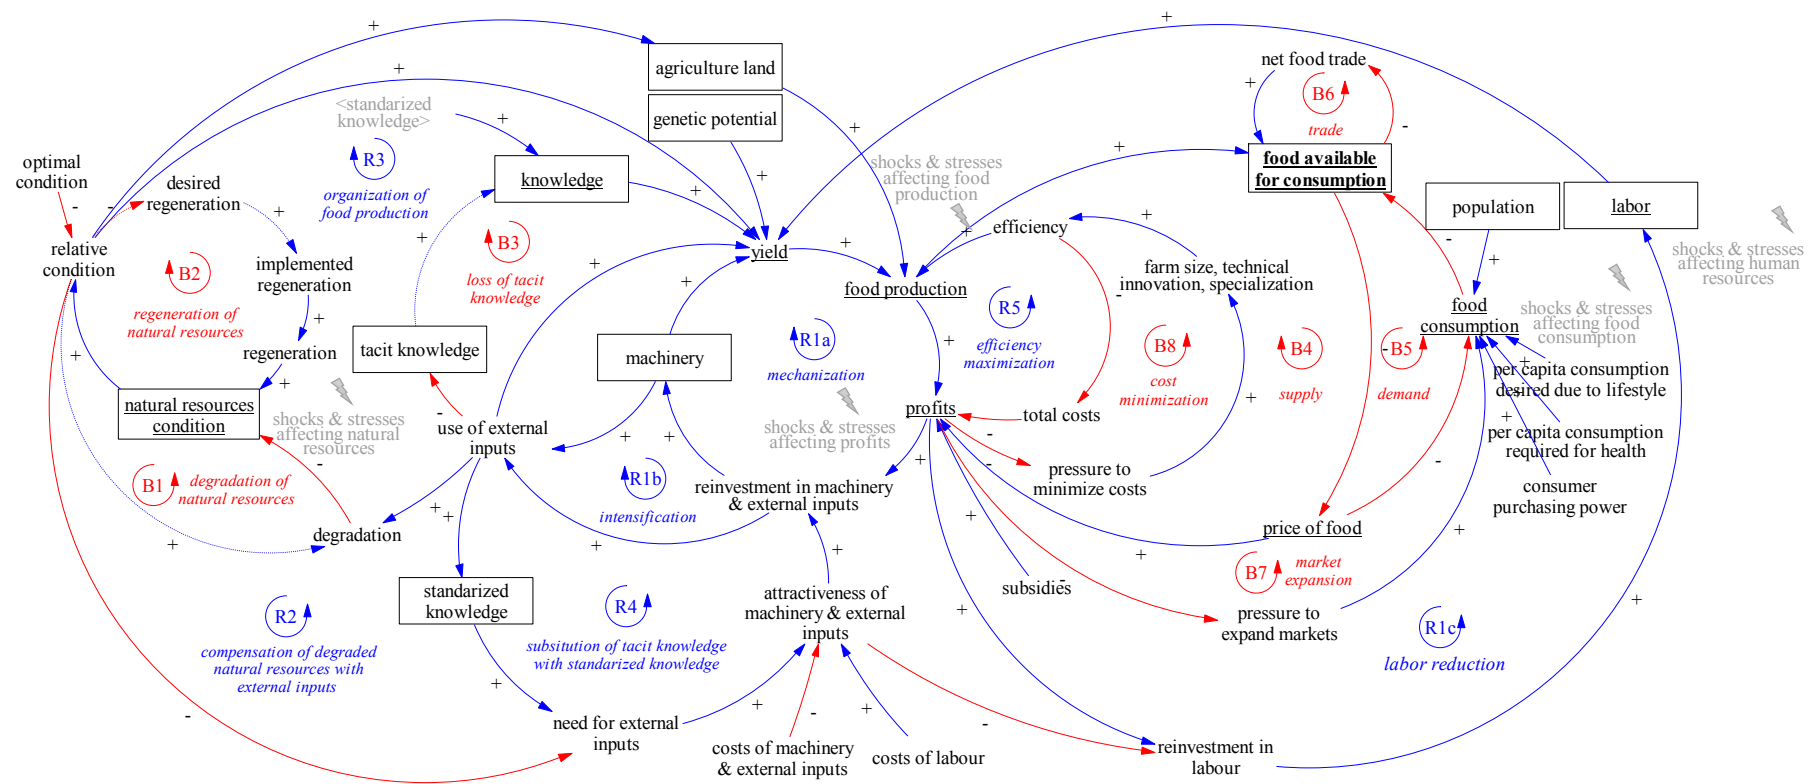 +
+
agriculture land
genetic potential
+
net food trade
+
B6
trade
-
<standarized
knowledge>
+
+
+
R3
organization of
food production
knowledge
+
+
shocks & stresses
affecting food
production
+
food available
for consumption
optimal
condition
-
-
desired
regeneration
+
population
labor
-
+
B3
loss of tacit
knowledge
yield
+
+
efficiency
+
shocks & stresses
affecting human
resources
relative
condition
B2
regeneration of
natural resources
implemented
regeneration
+
+
food production
farm size, technical
innovation, specialization
+
food
consumption
shocks & stresses
affecting food
consumption
+
regeneration
+
+
tacit knowledge
machinery
+
R1a
mechanization
+
R5
efficiency
maximization
-
B8
cost
minimization
B4
supply
-
B5
demand
+
per capita consumption
desired due to lifestyle
+
+
natural resources
condition
shocks & stresses
affecting natural
resources
-
use of external
inputs
+
+
shocks & stresses
affecting profits
profits
total costs
-
-
-
+
per capita consumption
required for health
B1
degradation of
natural resources
-
R1b
intensification
reinvestment in machinery
& external inputs
+
pressure to
minimize costs
-
consumer
purchasing power
degradation
+
+
+
+
+
+
+
price of food
+
+
B7
market
expansion
standarized
knowledge
R2
compensation of degraded
natural resources with
external inputs
R4
subsitution of tacit knowledge
with standarized knowledge
attractiveness of
machinery & external
inputs
subsidies
-
+
pressure to
expand markets
R1c
labor reduction
+
-
+
need for external
inputs
+
-
+
-
costs of machinery
& external inputs
costs of labour
reinvestment in
labour